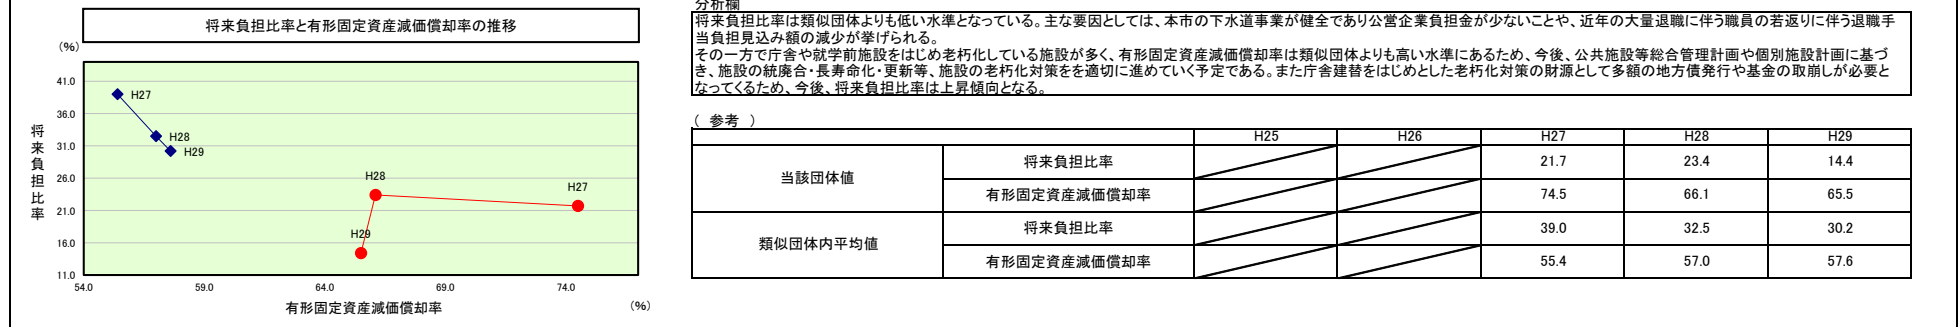 将来負担比率と有形固定資産減価償却率の推移
(%)
41.0
36.0
31.0
26.0
21.0
16.0
11.0
将来負担比率
H27
H28
H29
H28
H27
H29
54.0 59.0 64.0 69.0 74.0
有形固定資産減価償却率
(%)
分析欄
将来負担比率は類似団体よりも低い水準となっている。主な要因としては、本市の下水道事業が健全であり公営企業負担金が少ないことや、近年の大量退職に伴う職員の若返りに伴う退職手
当負担見込み額の減少が挙げられる。
その一方で庁舎や就学前施設をはじめ老朽化している施設が多く、有形固定資産減価償却率は類似団体よりも高い水準にあるため、今後、公共施設等総合管理計画や個別施設計画に基づ
き、施設の統廃合・長寿命化・更新等、施設の老朽化対策をを適切に進めていく予定である。また庁舎建替をはじめとした老朽化対策の財源として多額の地方債発行や基金の取崩しが必要と
なってくるため、今後、将来負担比率は上昇傾向となる。
( 参考 )
H25 H26 H27 H28 H29
当該団体値 将来負担比率 21.7 23.4 14.4
有形固定資産減価償却率 74.5 66.1 65.5
類似団体内平均値 将来負担比率 39.0 32.5 30.2
有形固定資産減価償却率 55.4 57.0 57.6